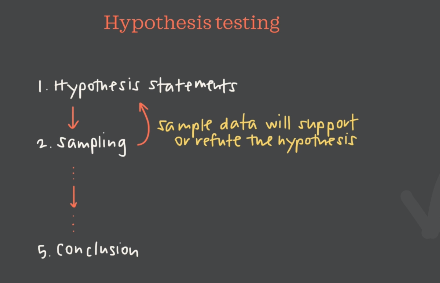 Hypothesis testing
1. Hypothesis statements
2. Sampling
sample data will support
or refute the hypothesis
5. Conclusion